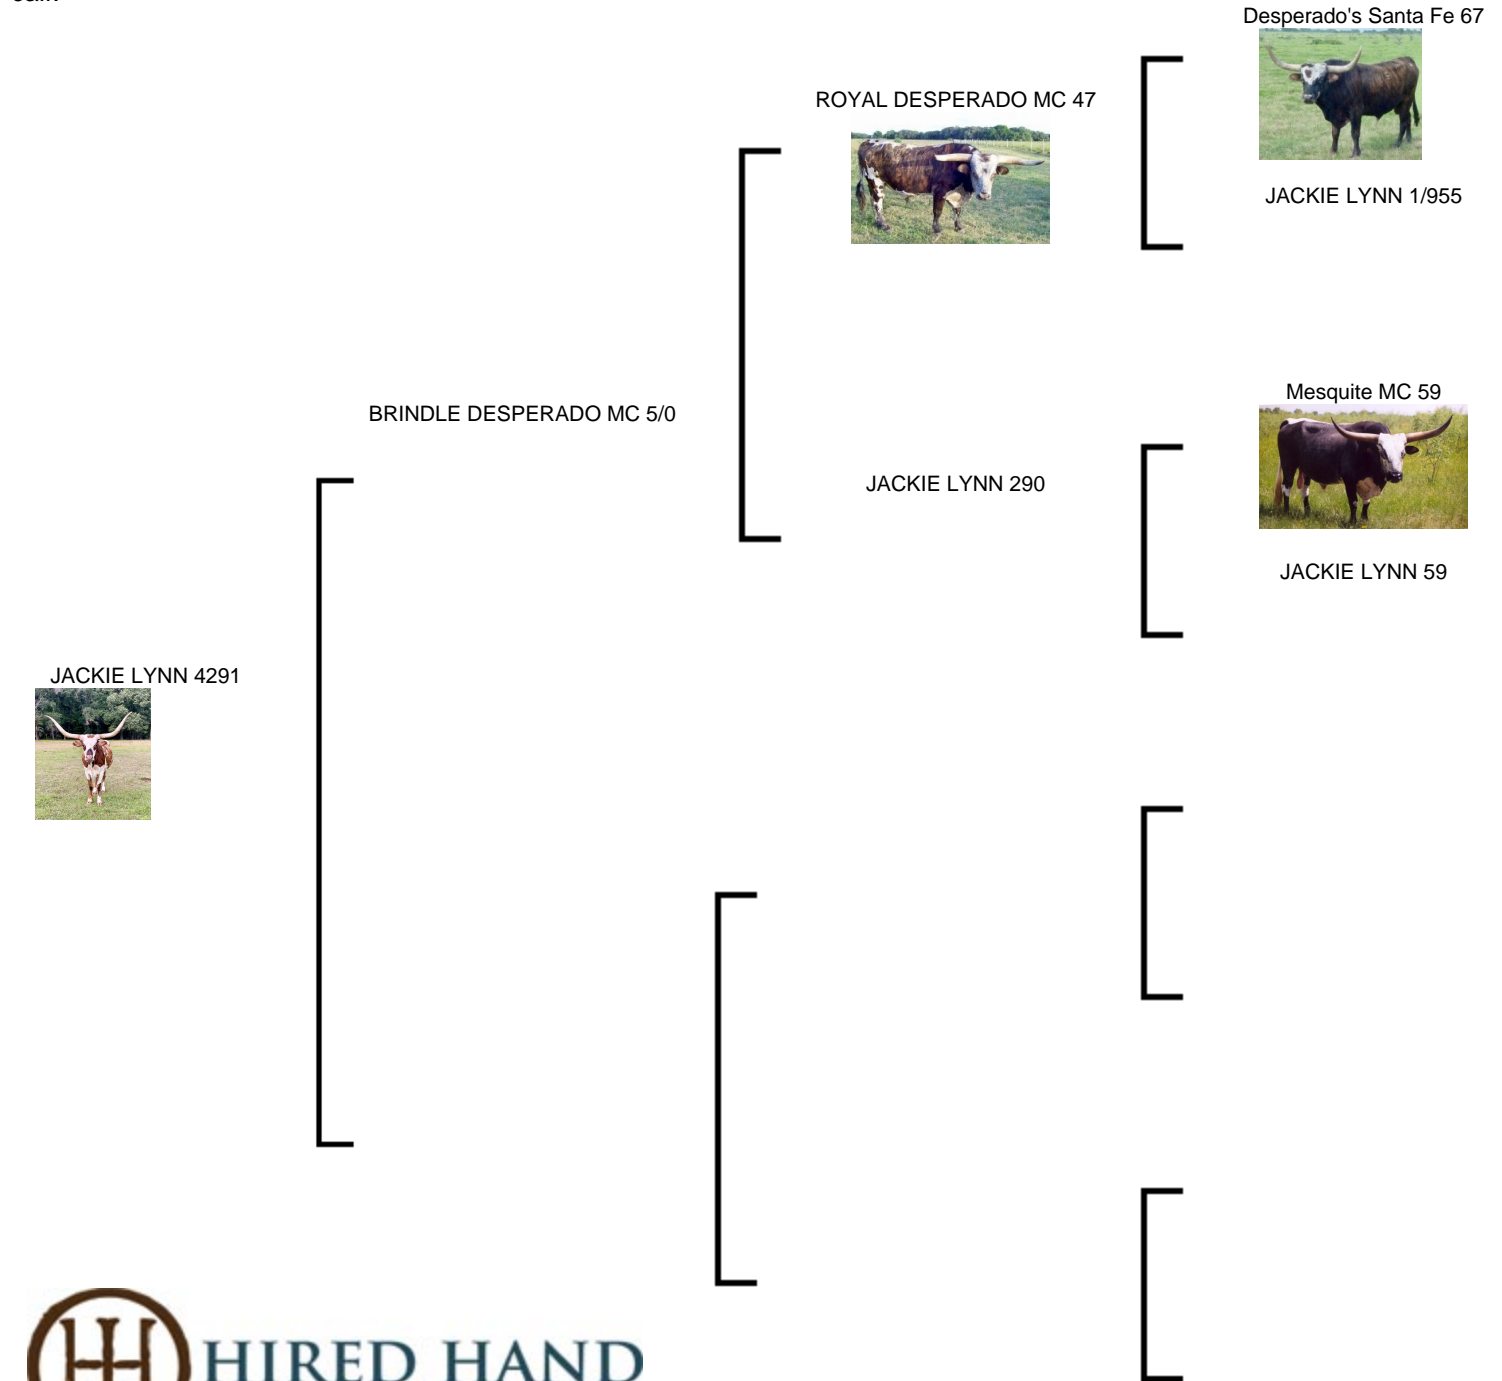 Desperado's Santa Fe 67
ROYAL DESPERADO MC 47
JACKIE LYNN 1/955
Mesquite MC 59
BRINDLE DESPERADO MC 5/0
JACKIE LYNN 290
JACKIE LYNN 59
JACKIE LYNN 4291
HIRED HAND